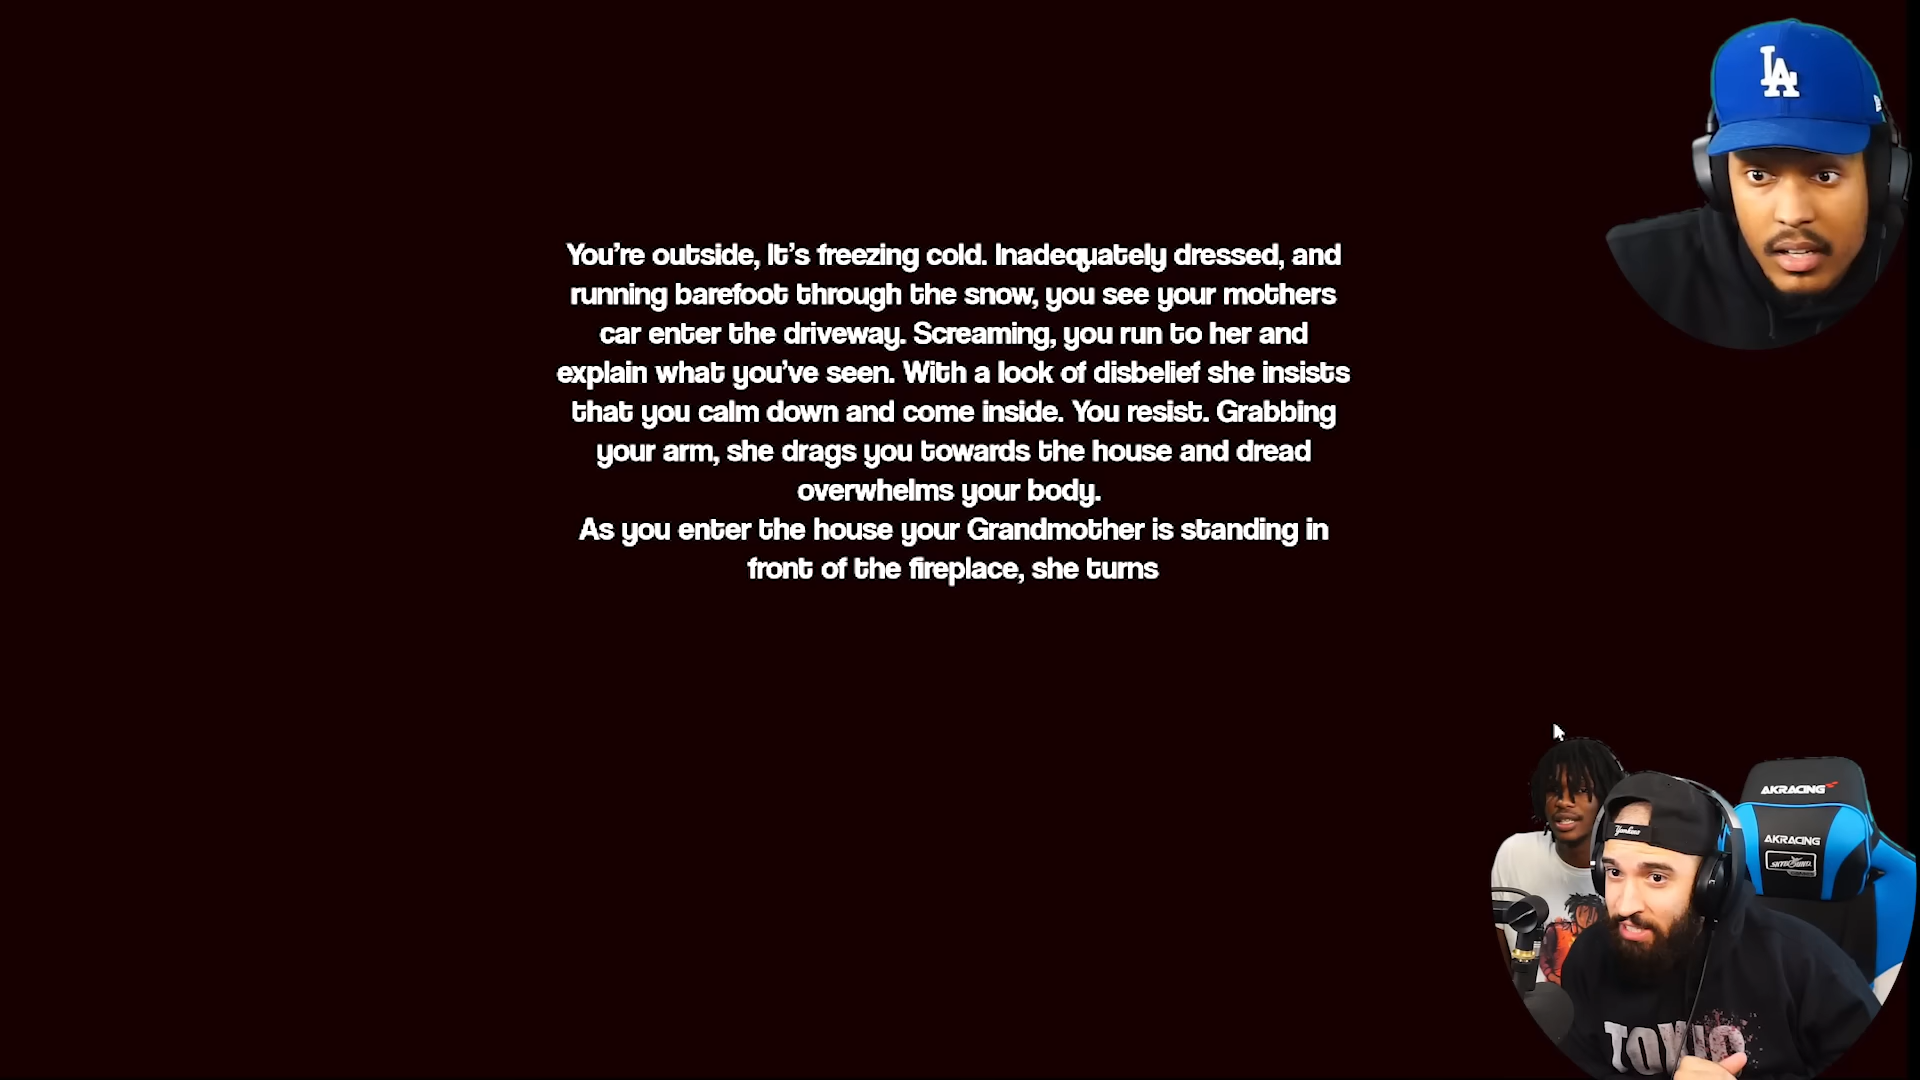 You're outside, It's freezing cold. Inadequately dressed, and
running barefoot through the snow, you see your mothers
car enter the driveway. Screaming, you run to her and
explain what you've seen. With a look of disbelief she insists
that you calm down and come inside. You resist. Grabbing
your arm, she drags you towards the house and dread
overwhelms your body.
As you enter the house your Grandmother is standing in
front of the fireplace, she turns
LA
AKRACING
AKRACING
Yankees